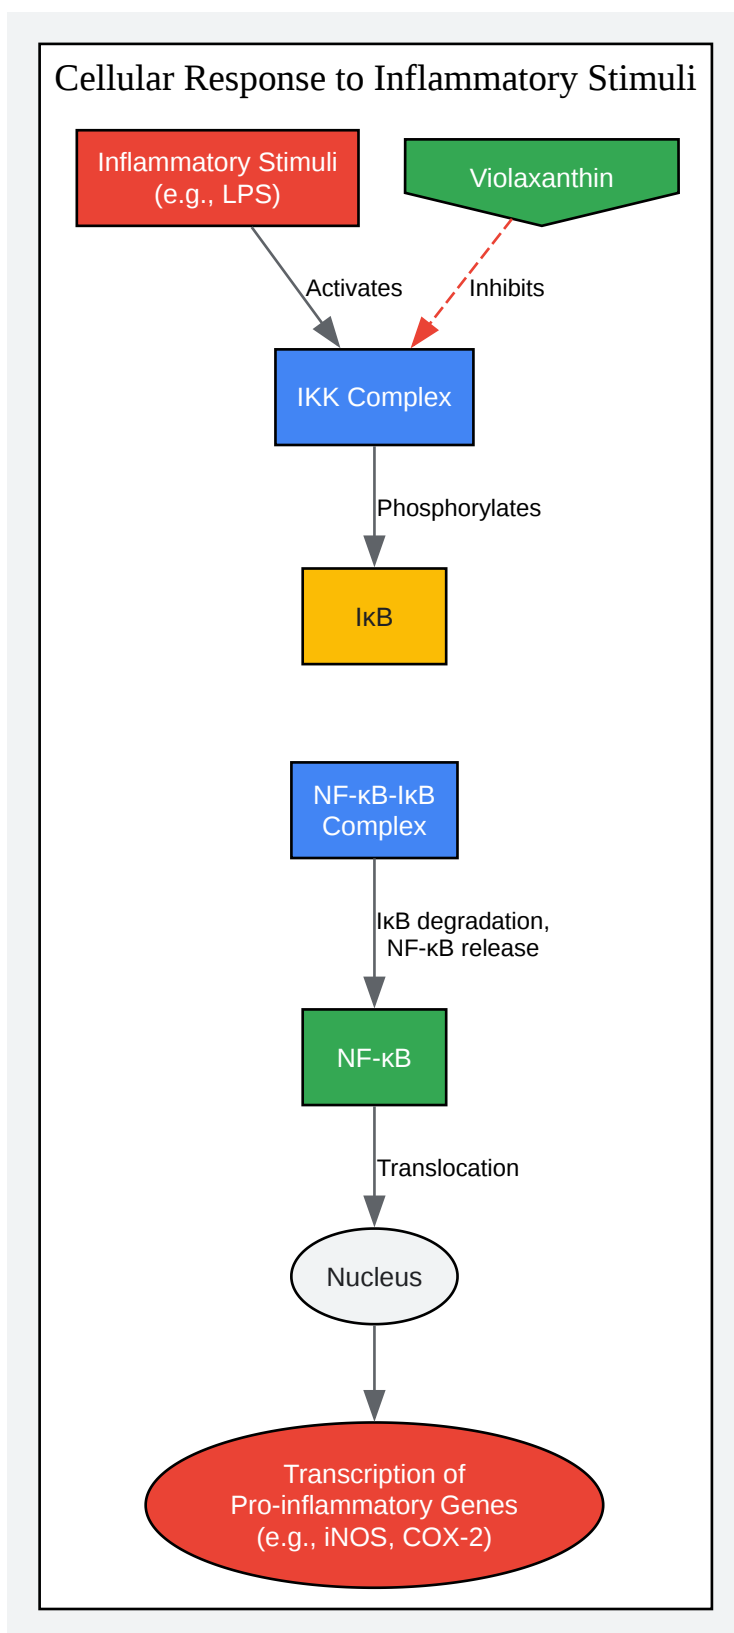 Cellular Response to Inflammatory Stimuli
Inflammatory Stimuli
(e.g., LPS)
Violaxanthin
Activates
Inhibits
IKK Complex
Phosphorylates
IκB
NF-κB-IκB
Complex
IκB degradation,
NF-κB release
NF-κB
Translocation
Nucleus
Transcription of
Pro-inflammatory Genes
(e.g., iNOS, COX-2)